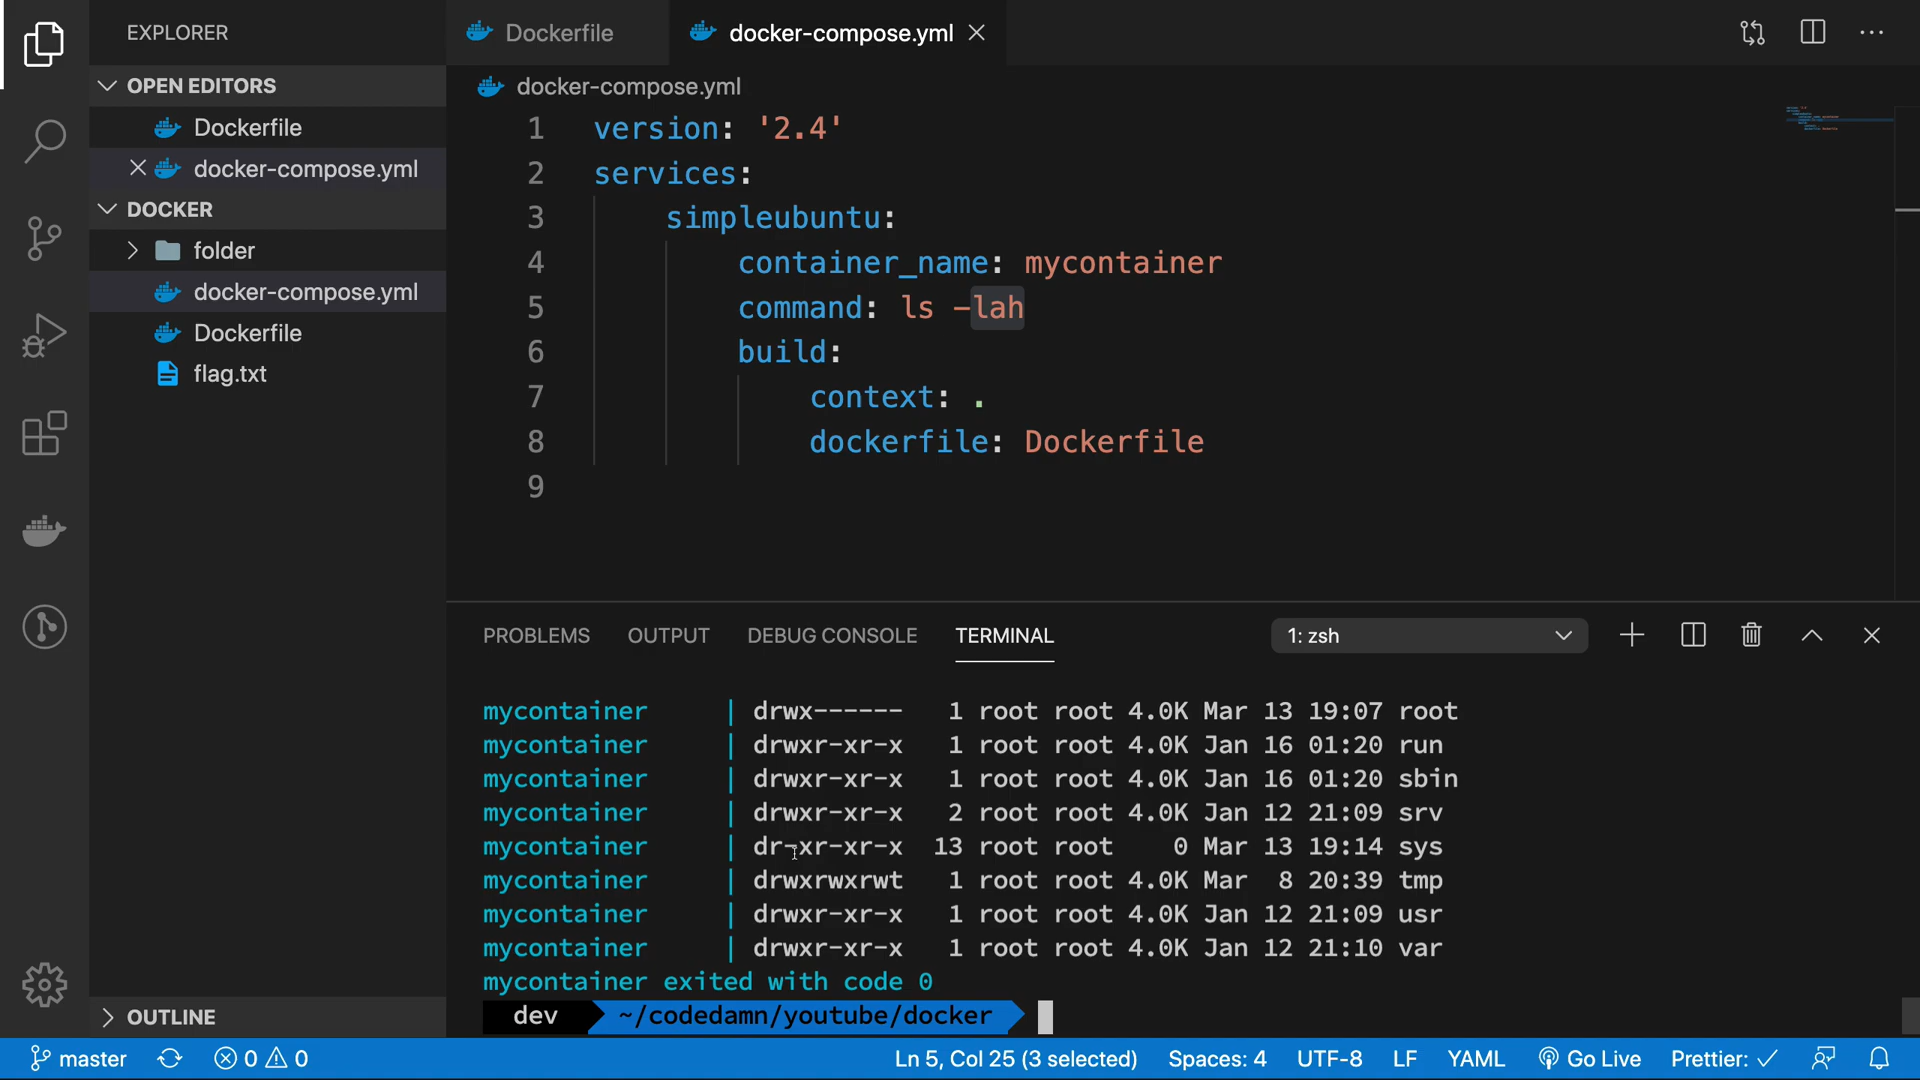 EXPLORER
OPEN EDITORS
Dockerfile
docker-compose.yml
DOCKER
folder
docker-compose.yml
Dockerfile
flag.txt
OUTLINE
Dockerfile
docker-compose.yml
docker-compose.yml
1 version: '2.4'
2 services:
3 simpleubuntu:
4 container_name: mycontainer
5 command: ls -lah
6 build:
7 context: .
8 dockerfile: Dockerfile
9
PROBLEMS OUTPUT DEBUG CONSOLE TERMINAL 1: zsh
mycontainer | drwx------ 1 root root 4.0K Mar 13 19:07 root
mycontainer | drwxr-xr-x 1 root root 4.0K Jan 16 01:20 run
mycontainer | drwxr-xr-x 1 root root 4.0K Jan 16 01:20 sbin
mycontainer | drwxr-xr-x 2 root root 4.0K Jan 12 21:09 srv
mycontainer | dr-xr-xr-x 13 root root 0 Mar 13 19:14 sys
mycontainer | drwxrwxrwt 1 root root 4.0K Mar 8 20:39 tmp
mycontainer | drwxr-xr-x 1 root root 4.0K Jan 12 21:09 usr
mycontainer | drwxr-xr-x 1 root root 4.0K Jan 12 21:10 var
mycontainer exited with code 0
dev ~/codedamn/youtube/docker
master 0 0 Ln 5, Col 25 (3 selected) Spaces: 4 UTF-8 LF YAML Go Live Prettier: ✓